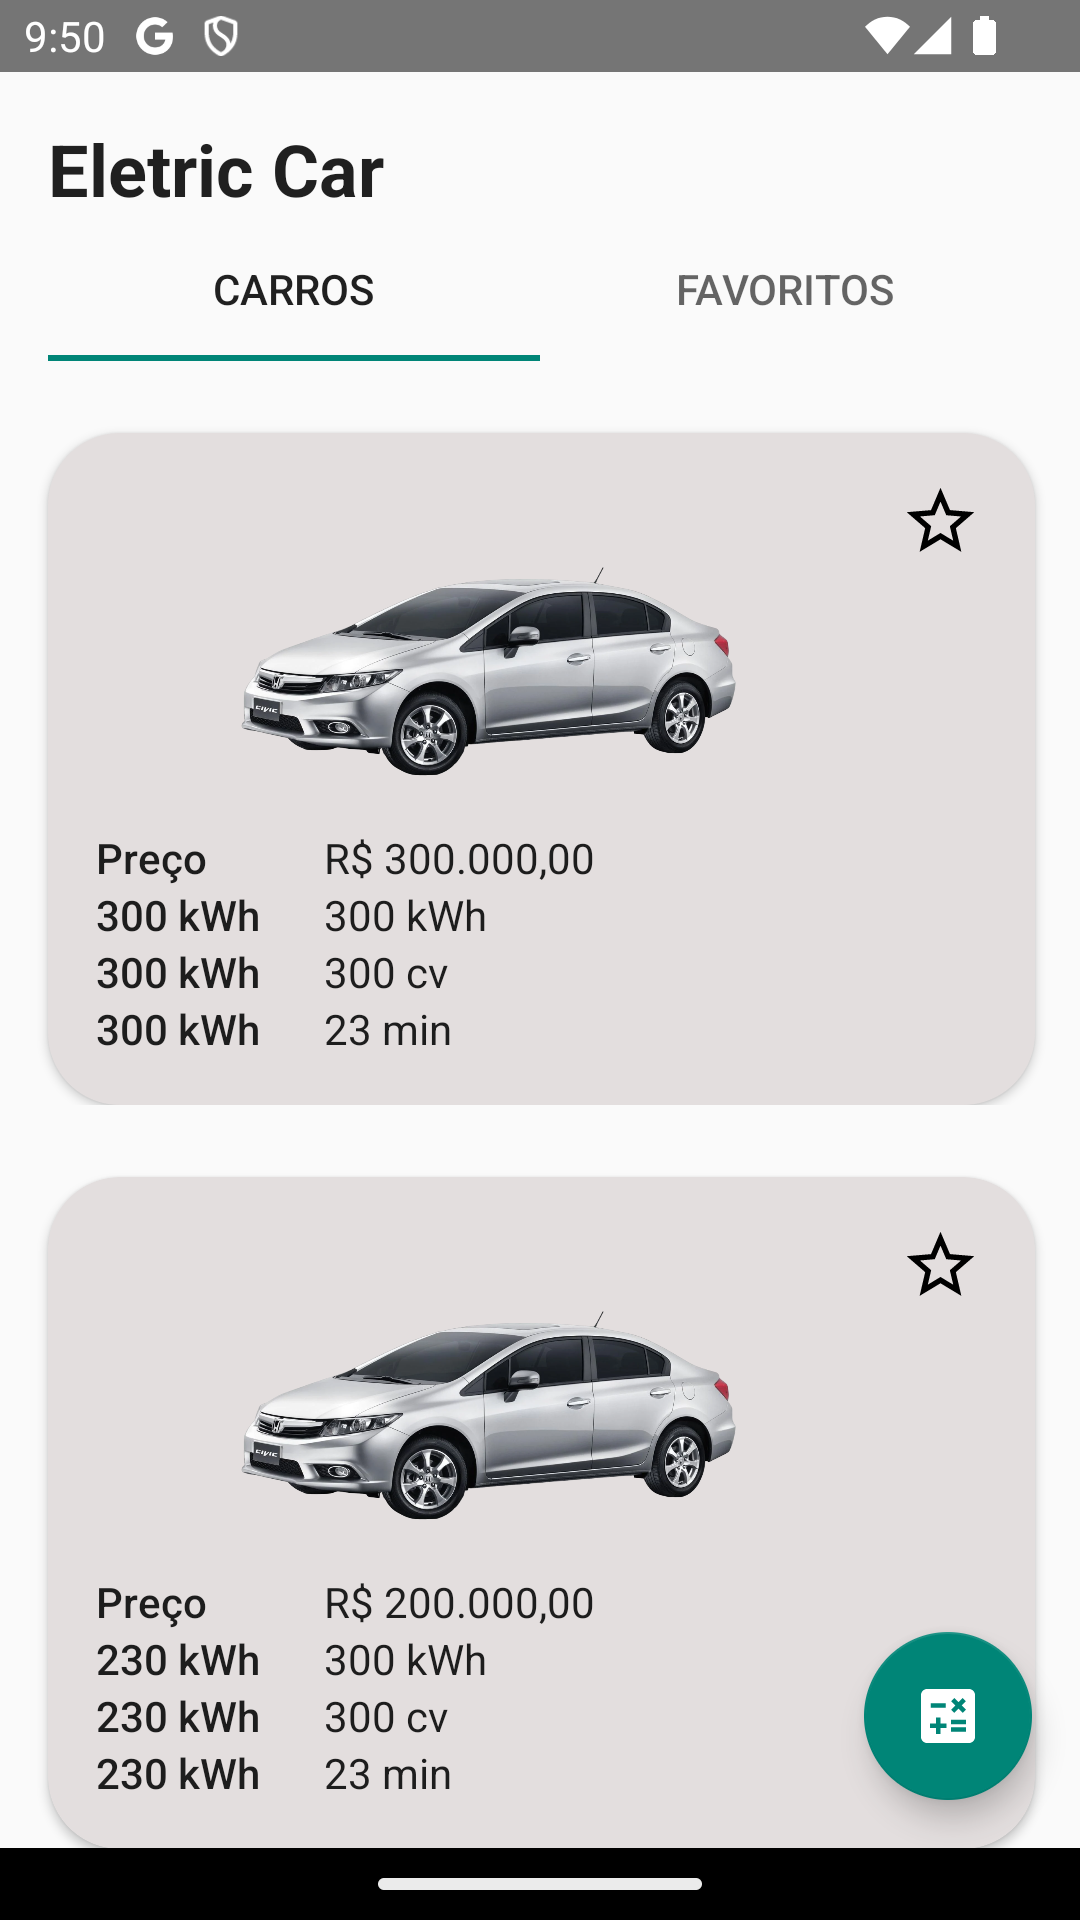 9:50
Eletric Car
CARROS FAVORITOS
CIVIC
Preço R$ 300.000,00
300 kWh 300 kWh
300 kWh 300 cv
300 kWh 23 min
CIVIC
Preço R$ 200.000,00
230 kWh 300 kWh
230 kWh 300 cv
230 kWh 23 min